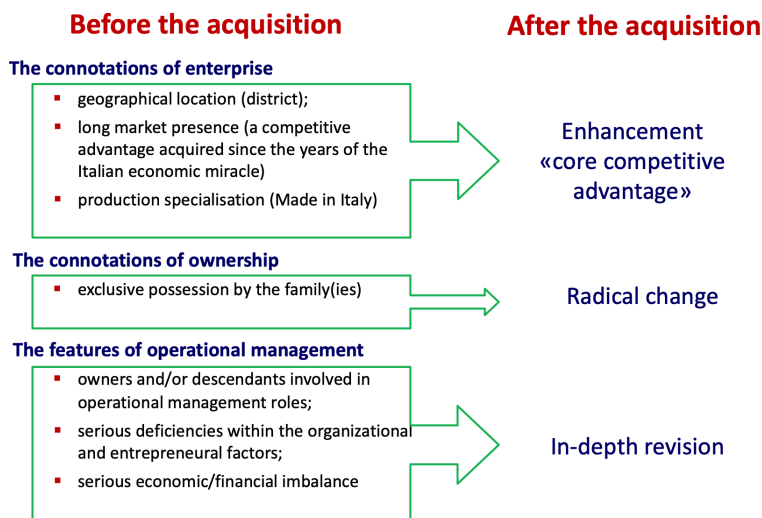 Before the acquisition
After the acquisition
The connotations of enterprise
▪ geographical location (district);
▪ long market presence (a competitive
advantage acquired since the years of the
Italian economic miracle)
▪ production specialisation (Made in Italy)
Enhancement
«core competitive
advantage»
The connotations of ownership
▪ exclusive possession by the family(ies)
Radical change
The features of operational management
▪ owners and/or descendants involved in
operational management roles;
▪ serious deficiencies within the organizational
and entrepreneural factors;
▪ serious economic/financial imbalance
In-depth revision